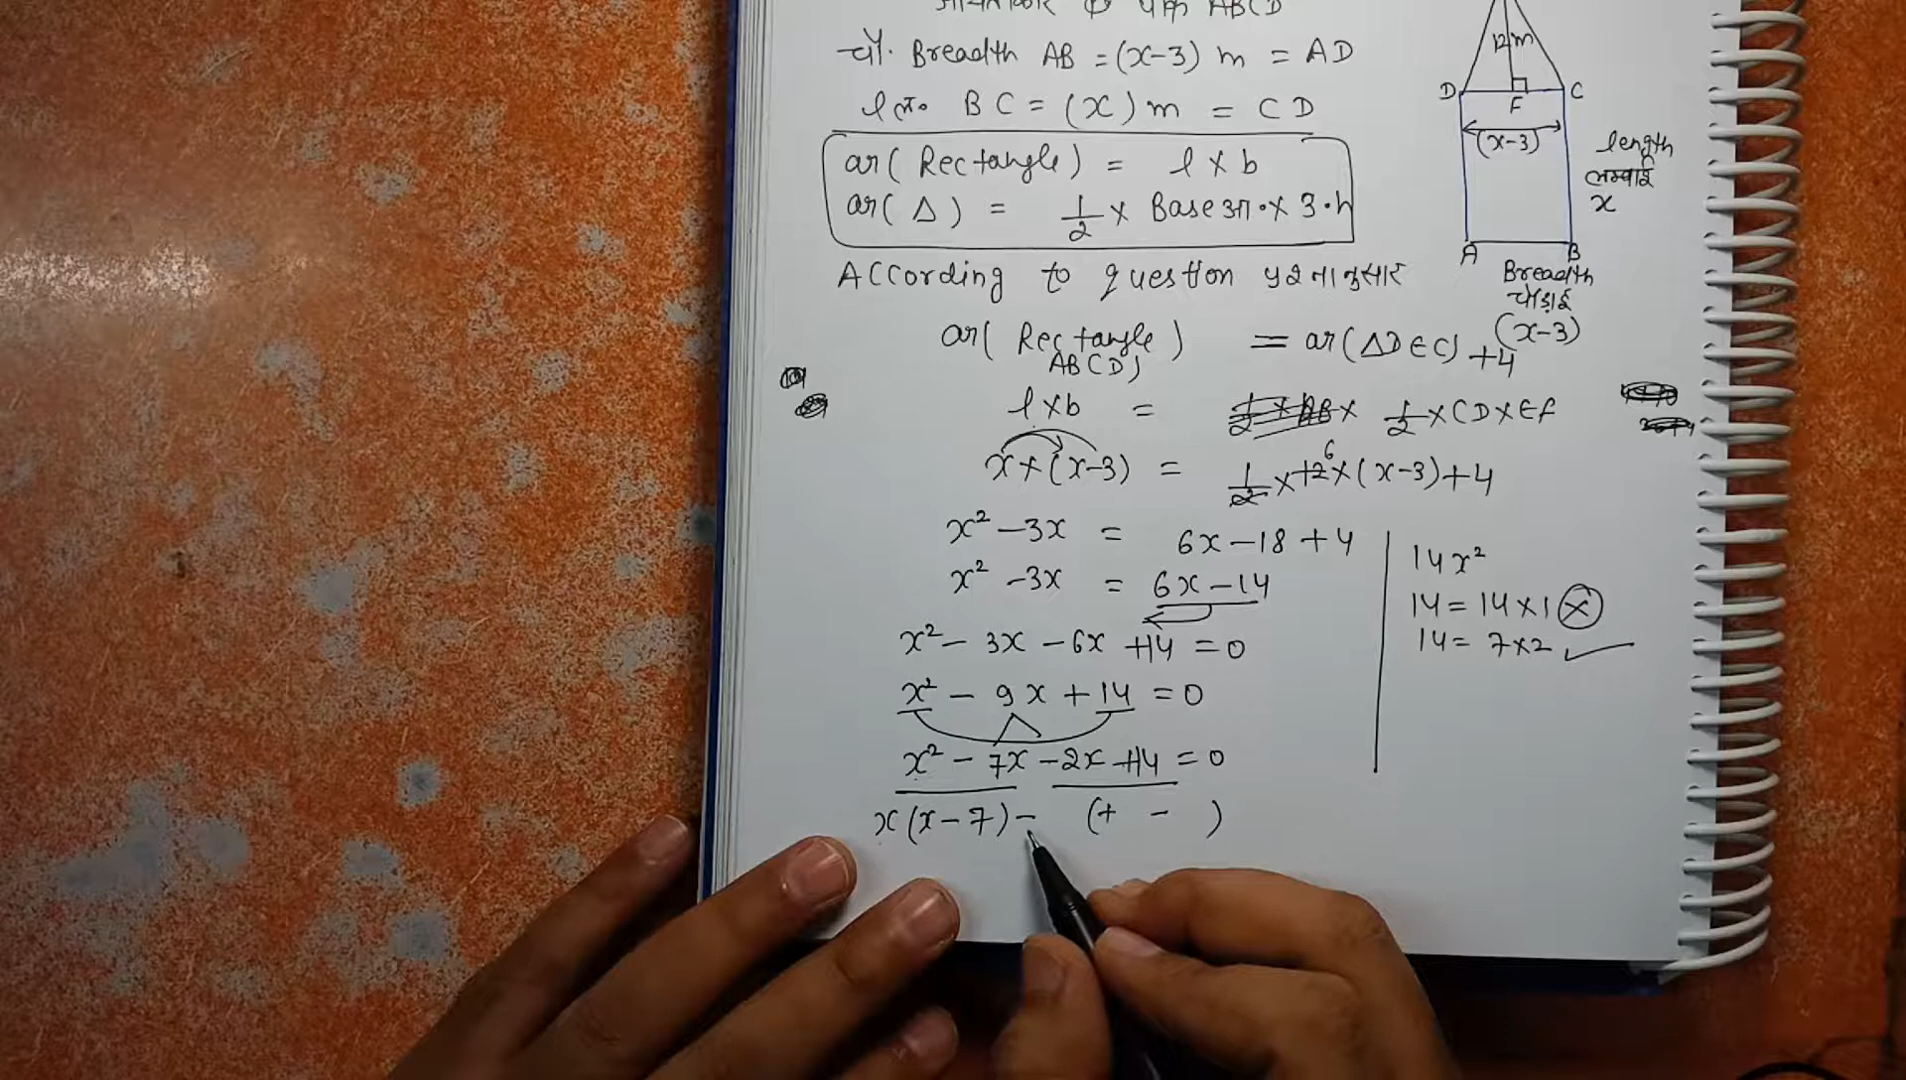 ABCD
चौ. Breadth AB = (x-3) m = AD
l ल० BC = (x) m = CD
ar( Rectangle ) = l × b
ar( Δ ) = 1/2 × Base आ. × 3.h
ACcording to question प्रश्नानुसार
ar( Rectangle ) = ar(ΔDEC) +4
ABCD)
l×b = 1/2 × CD×EF
x×(x-3) = 1/2 × 12 6 × (x-3)+4
x² -3x = 6x-18 +4
x² -3x = 6x-14
x² - 3x - 6x +14 = 0
x² - 9x +14 = 0
x² - 7x -2x +14 = 0
x(x-7) - (+ - )
14x²
14 = 14×1 ×
14 = 7×2 ✓
12m
D C
F
(x-3)
length
लम्बाई
x
A B
Breadth
चौड़ाई
(x-3)